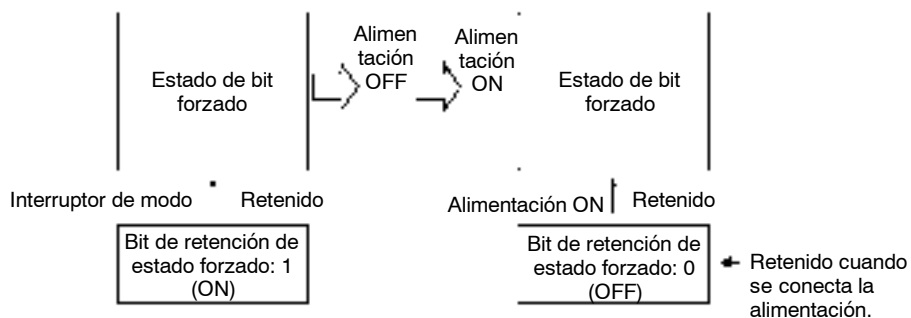 Alimen
tación
OFF
Alimen
tación
ON
Estado de bit
forzado
Estado de bit
forzado
Interruptor de modo
Retenido
Alimentación ON
Retenido
Bit de retención de
estado forzado: 1
(ON)
Bit de retención de
estado forzado: 0
(OFF)
Retenido cuando
se conecta la
alimentación.